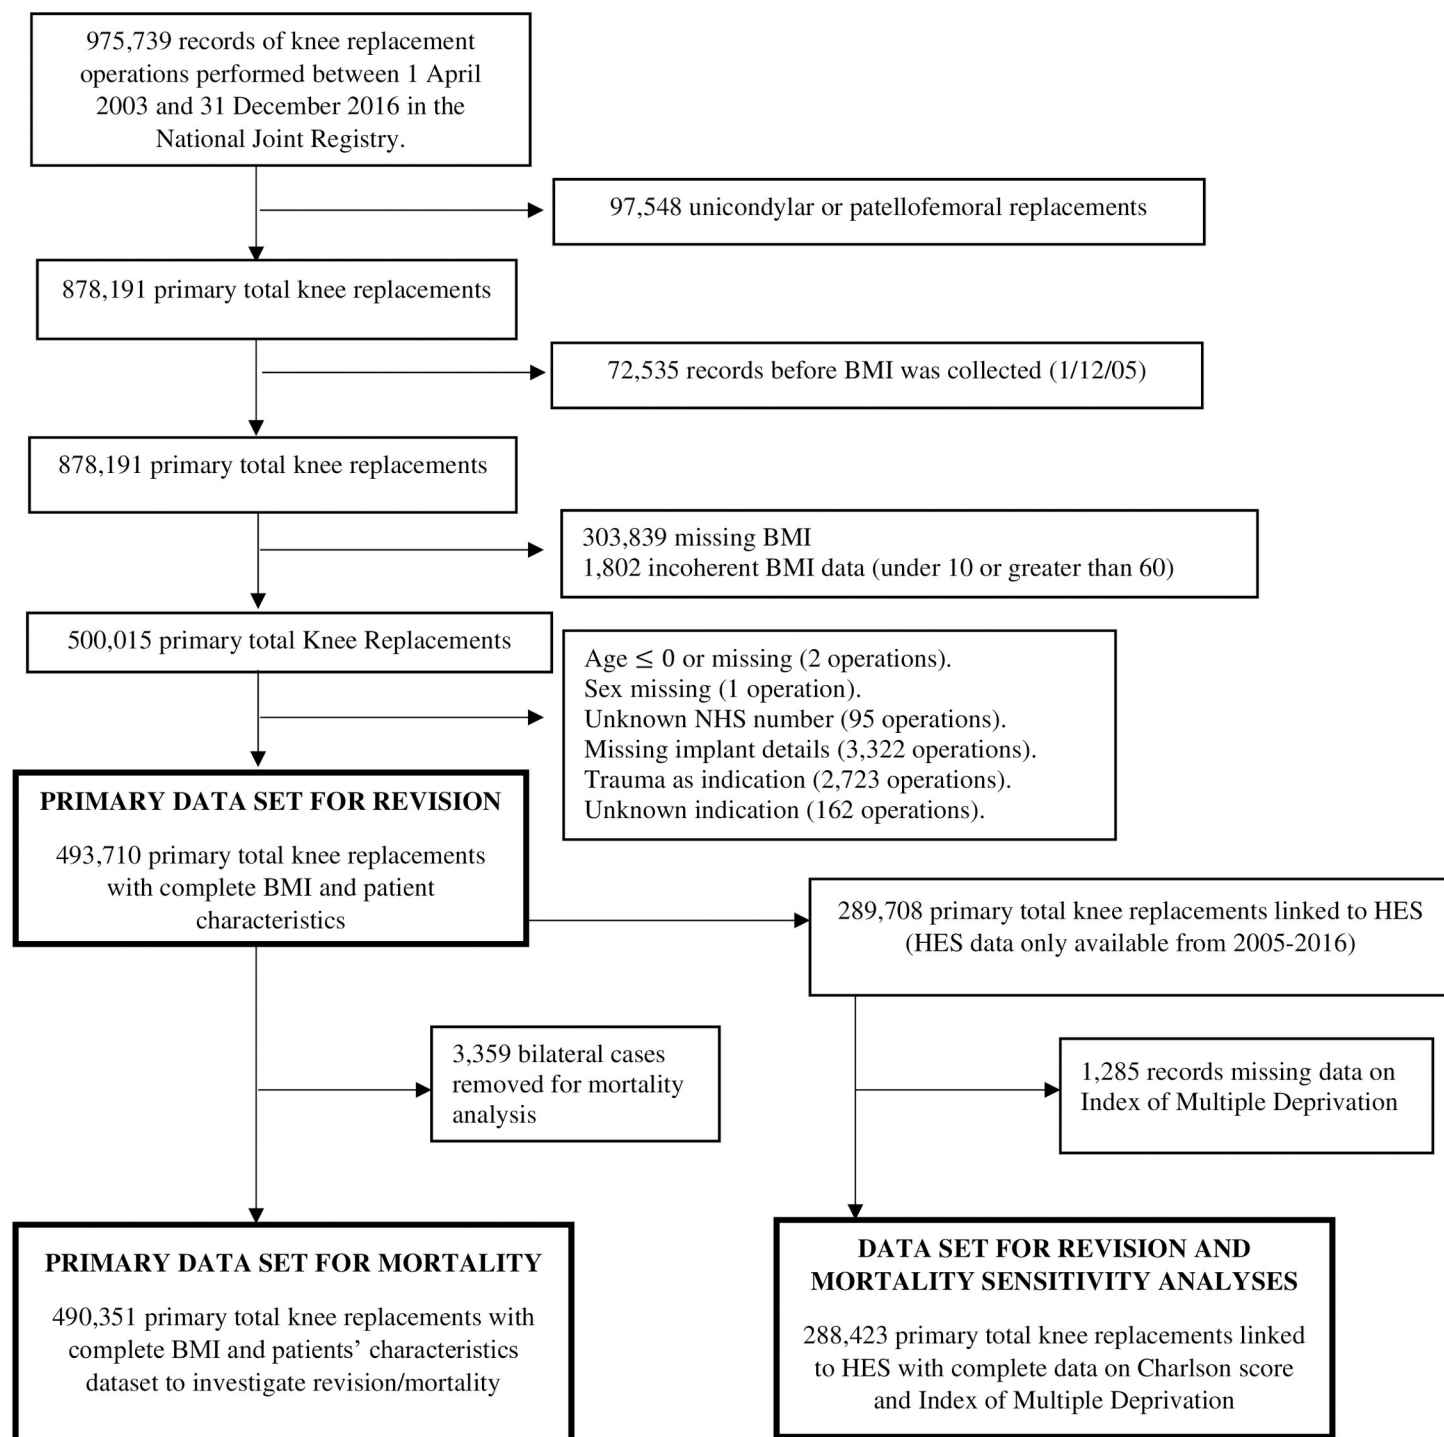 975,739 records of knee replacement
operations performed between 1 April
2003 and 31 December 2016 in the
National Joint Registry.
97,548 unicondylar or patellofemoral replacements
878,191 primary total knee replacements
72,535 records before BMI was collected (1/12/05)
878,191 primary total knee replacements
303,839 missing BMI
1,802 incoherent BMI data (under 10 or greater than 60)
500,015 primary total Knee Replacements
Age ≤ 0 or missing (2 operations).
Sex missing (1 operation).
Unknown NHS number (95 operations).
Missing implant details (3,322 operations).
Trauma as indication (2,723 operations).
Unknown indication (162 operations).
PRIMARY DATA SET FOR REVISION
493,710 primary total knee replacements
with complete BMI and patient
characteristics
289,708 primary total knee replacements linked to HES
(HES data only available from 2005-2016)
3,359 bilateral cases
removed for mortality
analysis
1,285 records missing data on
Index of Multiple Deprivation
PRIMARY DATA SET FOR MORTALITY
490,351 primary total knee replacements with
complete BMI and patients’ characteristics
dataset to investigate revision/mortality
DATA SET FOR REVISION AND
MORTALITY SENSITIVITY ANALYSES
288,423 primary total knee replacements linked
to HES with complete data on Charlson score
and Index of Multiple Deprivation